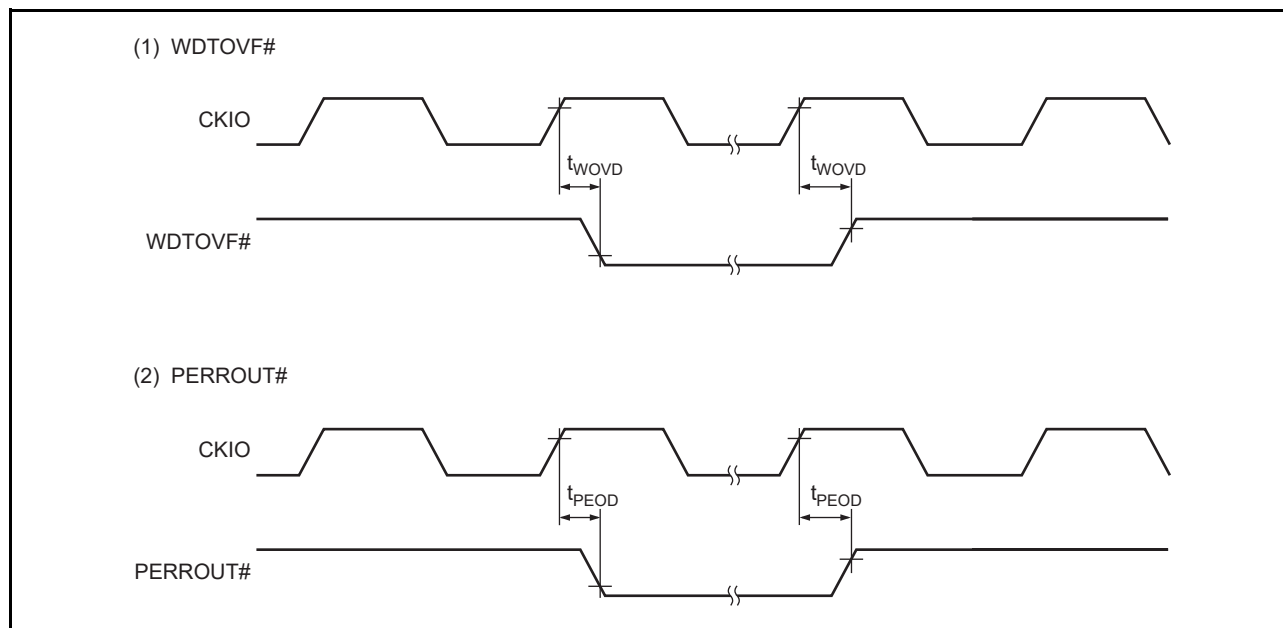 (1) WDTOVF#
CKIO
tWOVD tWOVD
WDTOVF#
(2) PERROUT#
CKIO
tPEOD tPEOD
PERROUT#